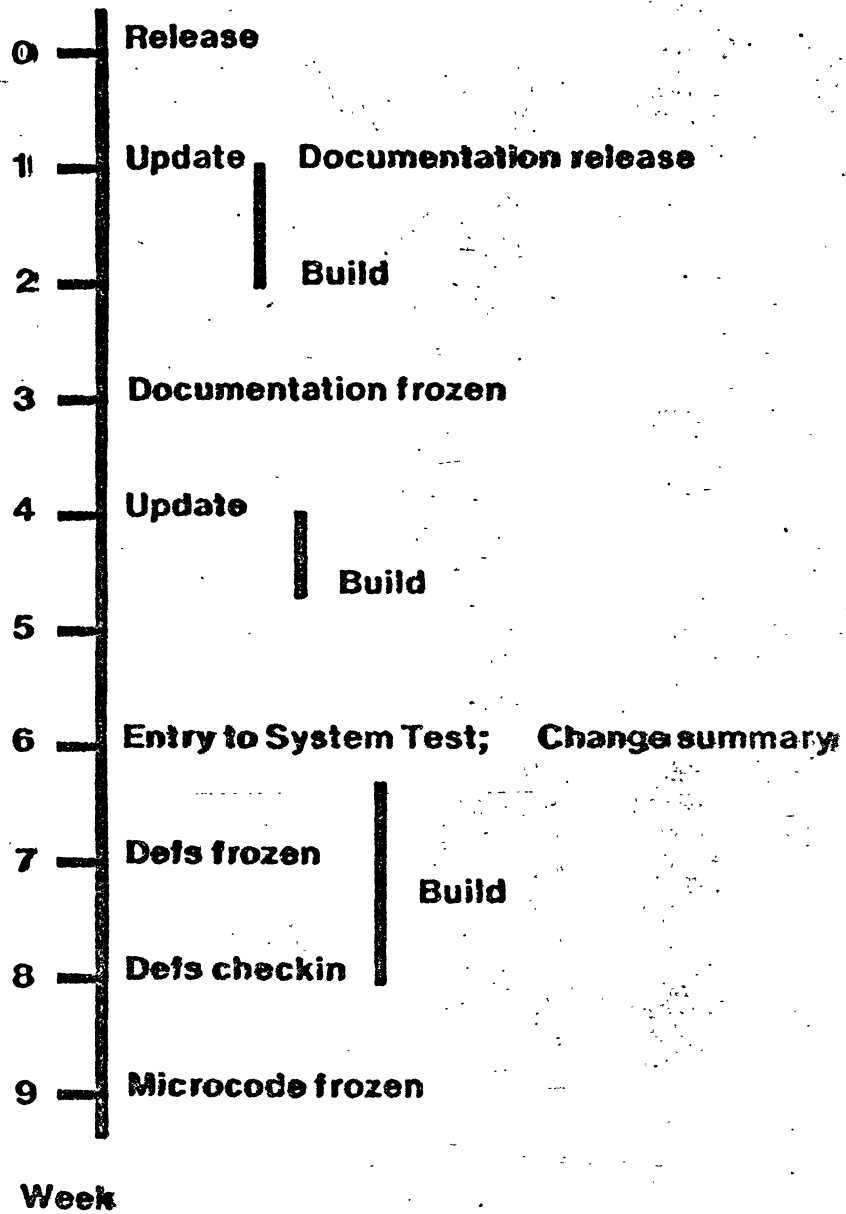 0 Release
1 Update Documentation release
2 Build
3 Documentation frozen
4 Update
Build
5
6 Entry to System Test; Change summary
7 Defs frozen
Build
8 Defs checkin
9 Microcode frozen
Week